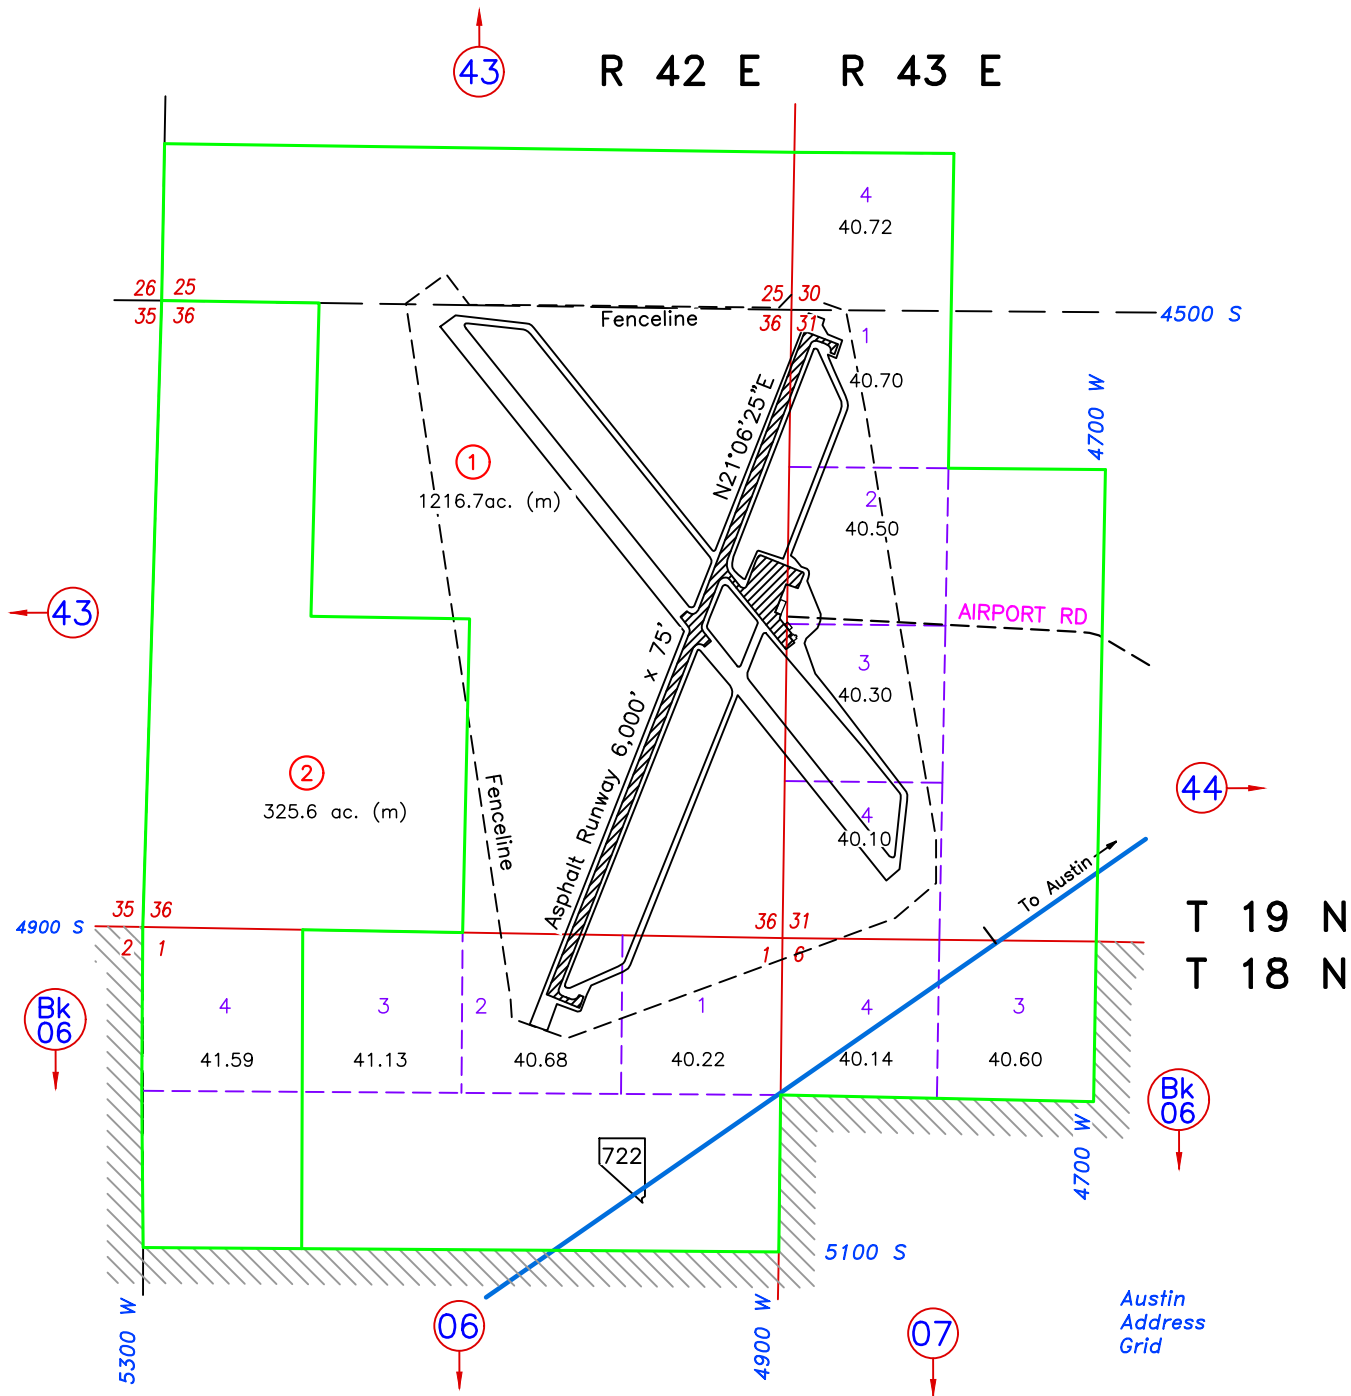 43
R 42 E
R 43 E
4
40.72
26 25
35 36
25 30
36 31
Fenceline
4500 S
1
40.70
4700 W
N21°06'25"E
1
1216.7ac. (m)
2
40.50
43
AIRPORT RD
3
40.30
Asphalt Runway 6,000' x 75'
2
325.6 ac. (m)
Fenceline
44
4
40.10
To Austin
T 19 N
T 18 N
4900 S
35 36
2 1
36 31
1 6
Bk
06
4
41.59
3
41.13
2
40.68
1
40.22
4
40.14
3
40.60
Bk
06
722
4700 W
5100 S
5300 W
06
4900 W
07
Austin
Address
Grid